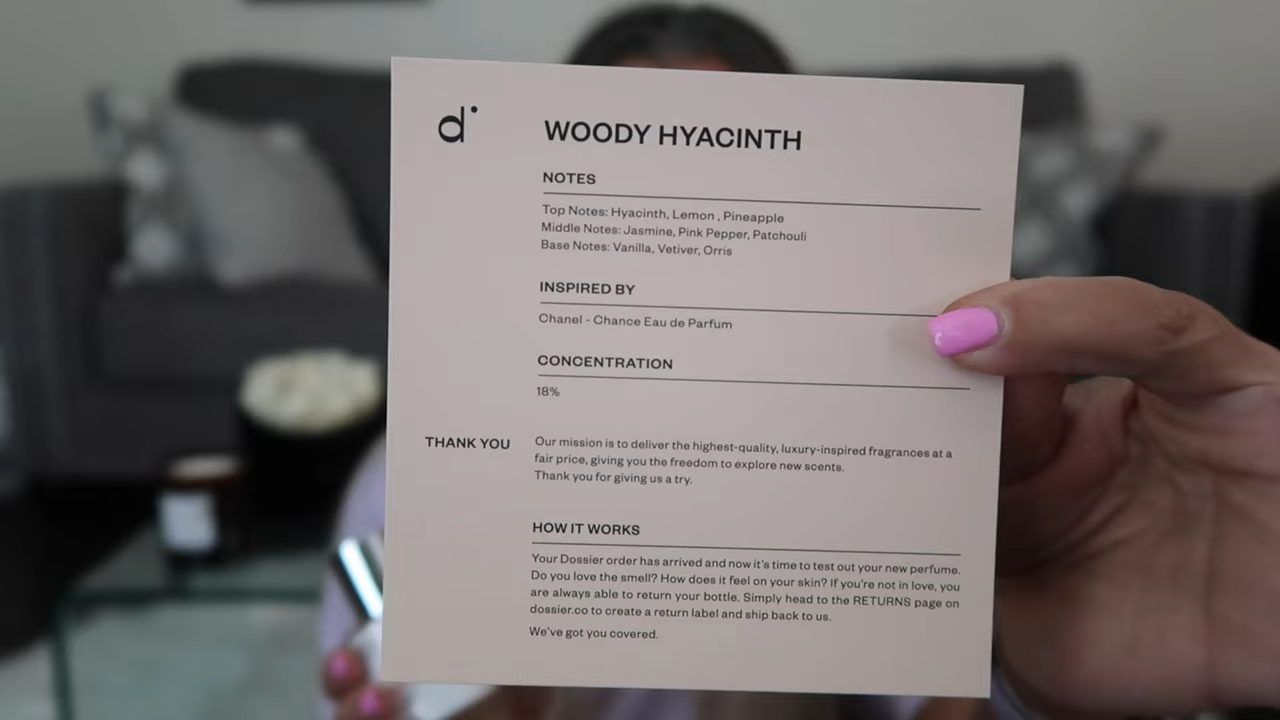 d
WOODY HYACINTH
NOTES
Top Notes: Hyacinth, Lemon , Pineapple
Middle Notes: Jasmine, Pink Pepper, Patchouli
Base Notes: Vanilla, Vetiver, Orris
INSPIRED BY
Chanel - Chance Eau de Parfum
CONCENTRATION
18%
THANK YOU
Our mission is to deliver the highest-quality, luxury-inspired fragrances at a
fair price, giving you the freedom to explore new scents.
Thank you for giving us a try.
HOW IT WORKS
Your Dossier order has arrived and now it's time to test out your new perfume.
Do you love the smell? How does it feel on your skin? If you're not in love, you
are always able to return your bottle. Simply head to the RETURNS page on
dossier.co to create a return label and ship back to us.
We've got you covered.